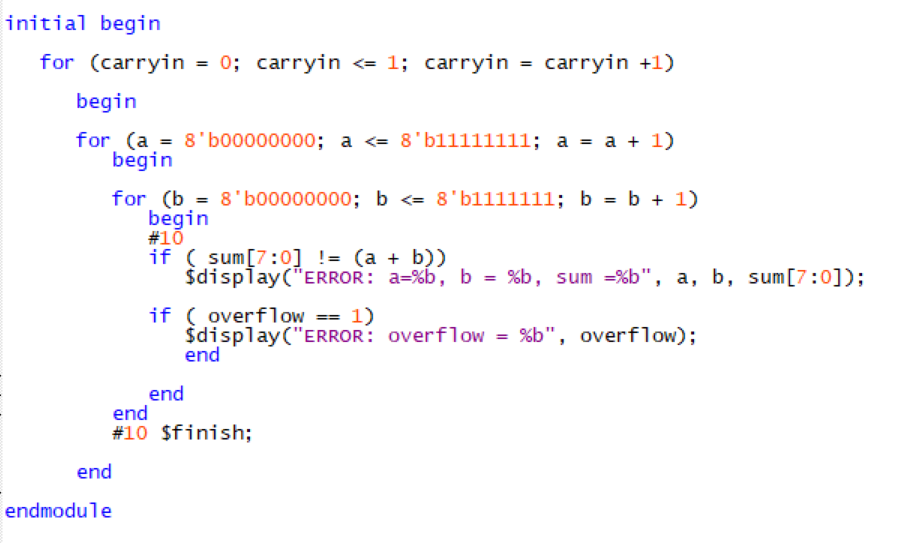 initial begin
for (carryin = 0; carryin <= 1; carryin = carryin +1)
begin
for (a = 8'b00000000; a <= 8'b11111111; a = a + 1)
begin
for (b = 8'b00000000; b <= 8'b1111111; b = b + 1)
begin
#10
if ( sum[7:0] != (a + b))
$display("ERROR: a=%b, b = %b, sum =%b", a, b, sum[7:0]);
if ( overflow == 1)
$display("ERROR: overflow = %b", overflow);
end
end
end
#10 $finish;
end
endmodule